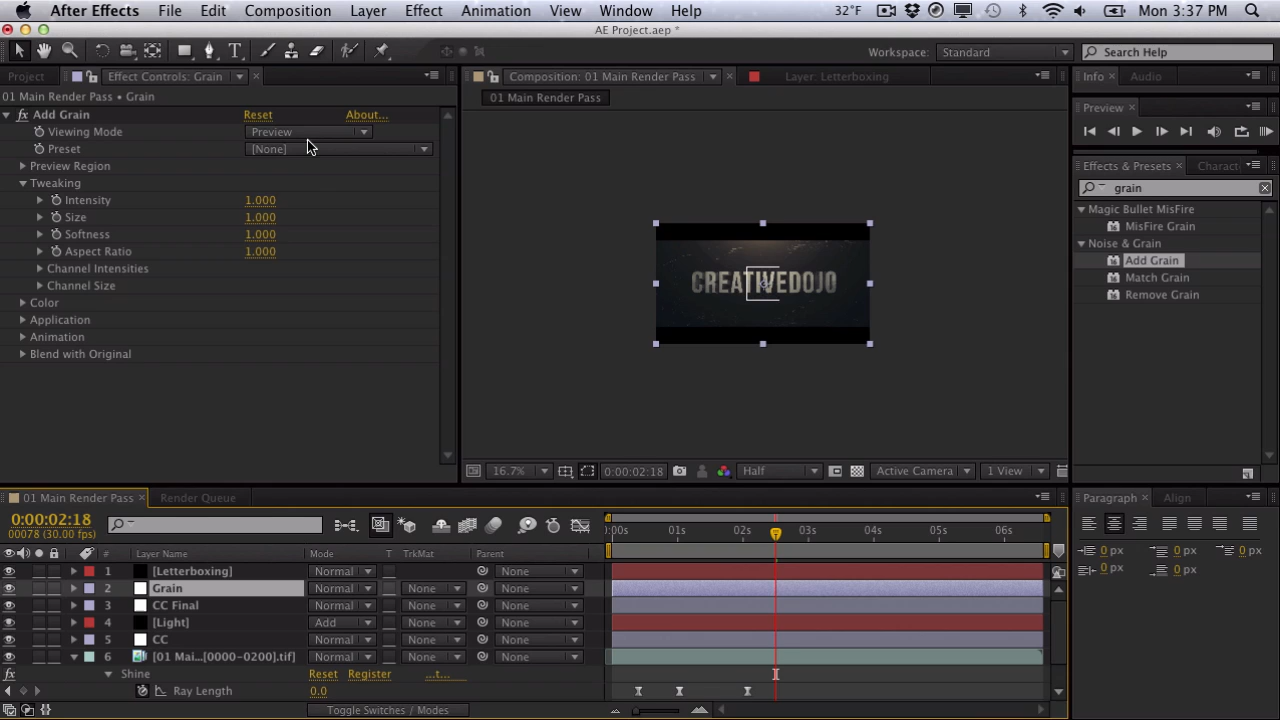 After Effects File Edit Composition Layer Effect Animation View Window Help 32°F Mon 3:37 PM
AE Project.aep *
Workspace: Standard Search Help
Project Effect Controls: Grain Composition: 01 Main Render Pass Layer: Letterboxing Info Audio
01 Main Render Pass • Grain 01 Main Render Pass
Preview
Add Grain Reset About...
Viewing Mode Preview
Preset [None]
Preview Region
Tweaking
Intensity 1.000
Size 1.000
Softness 1.000
Aspect Ratio 1.000
Channel Intensities
Channel Size
Color
Application
Animation
Blend with Original
CREATIVEDOJO
Effects & Presets Charact
grain
Magic Bullet MisFire
MisFire Grain
Noise & Grain
Add Grain
Match Grain
Remove Grain
16.7% 0:00:02:18 Half Active Camera 1 View
01 Main Render Pass Render Queue Paragraph Align
0:00:02:18
00078 (30.00 fps)
:00s 01s 02s 03s 04s 05s 06s
# Layer Name Mode T TrkMat Parent
1 [Letterboxing] Normal None
2 Grain Normal None None
3 CC Final Normal None None
4 [Light] Add None None
5 CC Normal None None
6 [01 Mai...[0000-0200].tif] Normal None None
Shine Reset Register ...t...
Ray Length 0.0
Toggle Switches / Modes
0 px 0 px 0 px
0 px 0 px